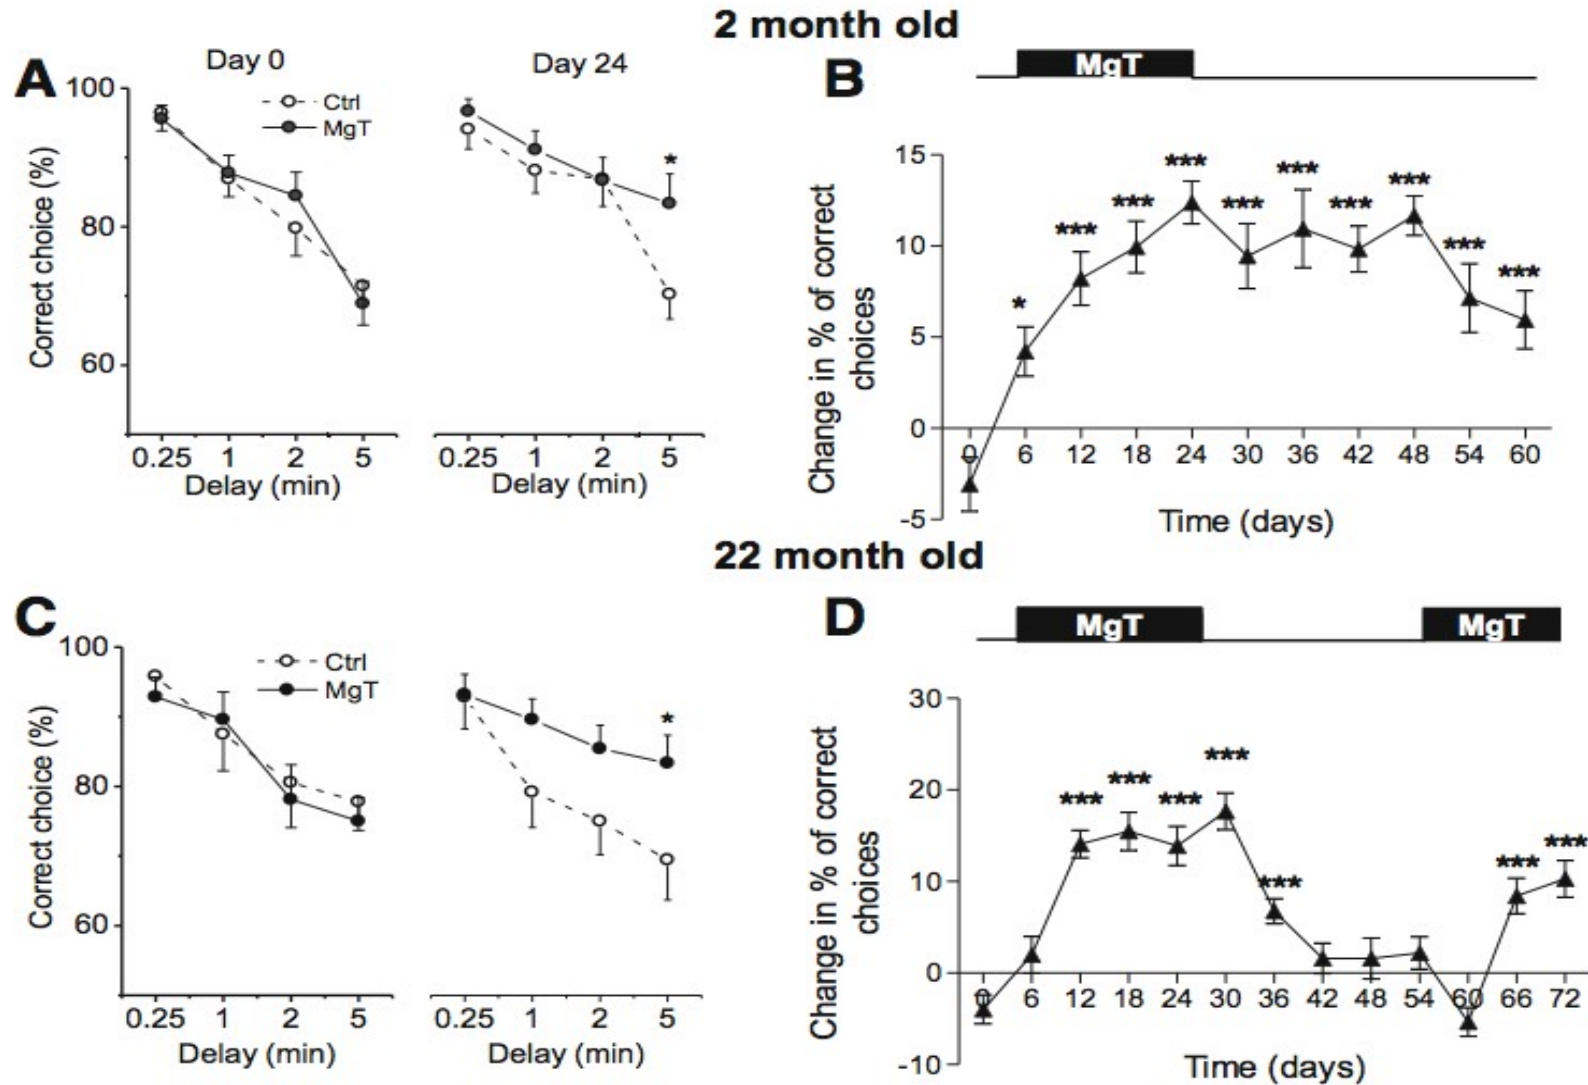 2 month old
A
Day 0
Day 24
Ctrl
MgT
100
80
60
Correct choice (%)
0.25 1 2 5
Delay (min)
*
0.25 1 2 5
Delay (min)
B
MgT
15
10
5
0
-5
Change in % of correct
choices
* *** *** *** *** *** *** *** *** ***
0 6 12 18 24 30 36 42 48 54 60
Time (days)
22 month old
C
Ctrl
MgT
100
80
60
Correct choice (%)
0.25 1 2 5
Delay (min)
*
0.25 1 2 5
Delay (min)
D
MgT
MgT
30
20
10
0
-10
Change in % of correct
choices
*** *** *** *** *** *** ***
0 6 12 18 24 30 36 42 48 54 60 66 72
Time (days)